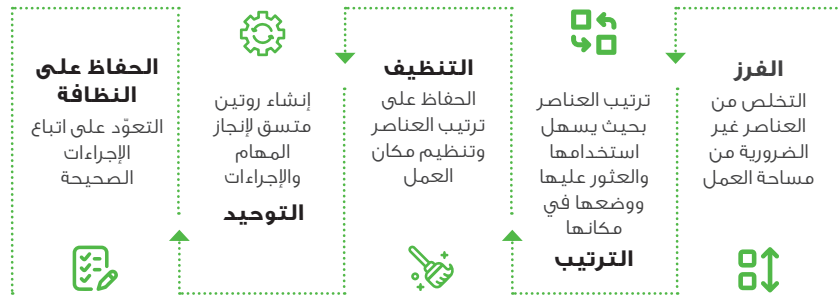 الفرز
التخلص من
العناصر غير
الضرورية من
مساحة العمل
ترتيب العناصر
بحيث يسهل
استخدامها
والعثور عليها
ووضعها في
مكانها
الترتيب
التنظيف
الحفاظ على
ترتيب العناصر
وتنظيم مكان
العمل
إنشاء روتين
متسق لإنجاز
المهام
والإجراءات
التوحيد
الحفاظ على
النظافة
التعوّد على اتباع
الإجراءات
الصحيحة